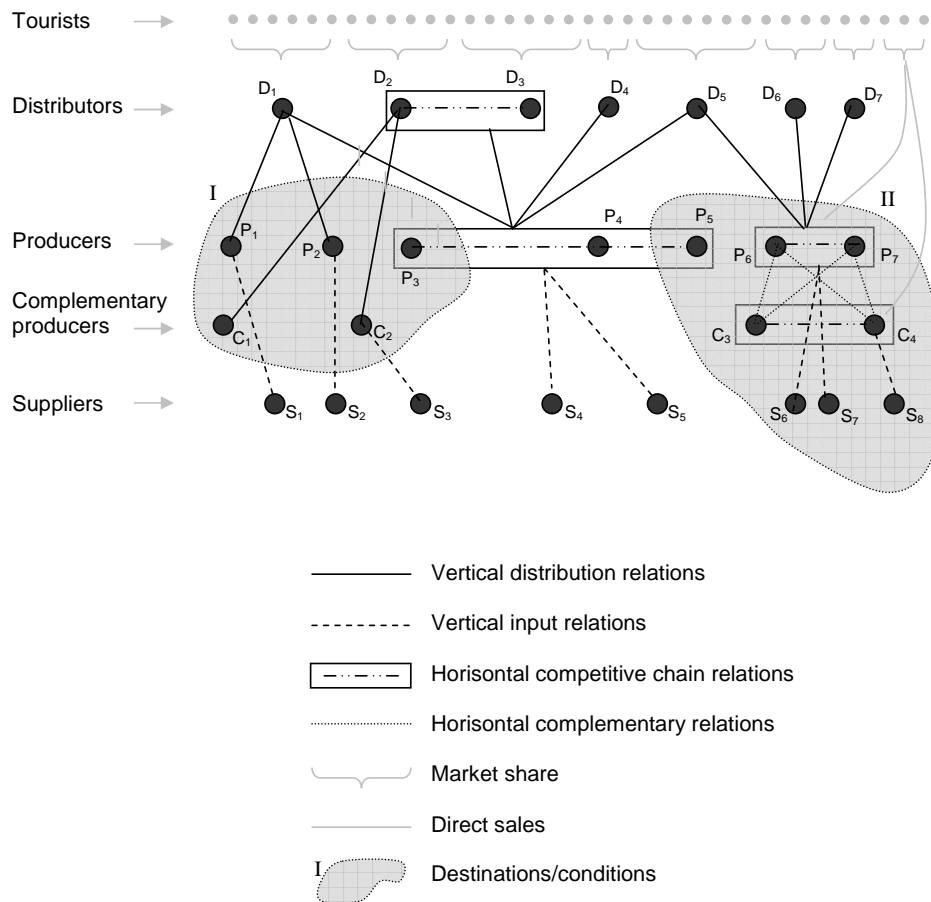 Tourists
Distributors
D1 D2 D3 D4 D5 D6 D7
I II
Producers
P1 P2 P3 P4 P5 P6 P7
Complementary
producers
C1 C2 C3 C4
Suppliers
S1 S2 S3 S4 S5 S6 S7 S8
Vertical distribution relations
Vertical input relations
Horisontal competitive chain relations
Horisontal complementary relations
Market share
Direct sales
I Destinations/conditions